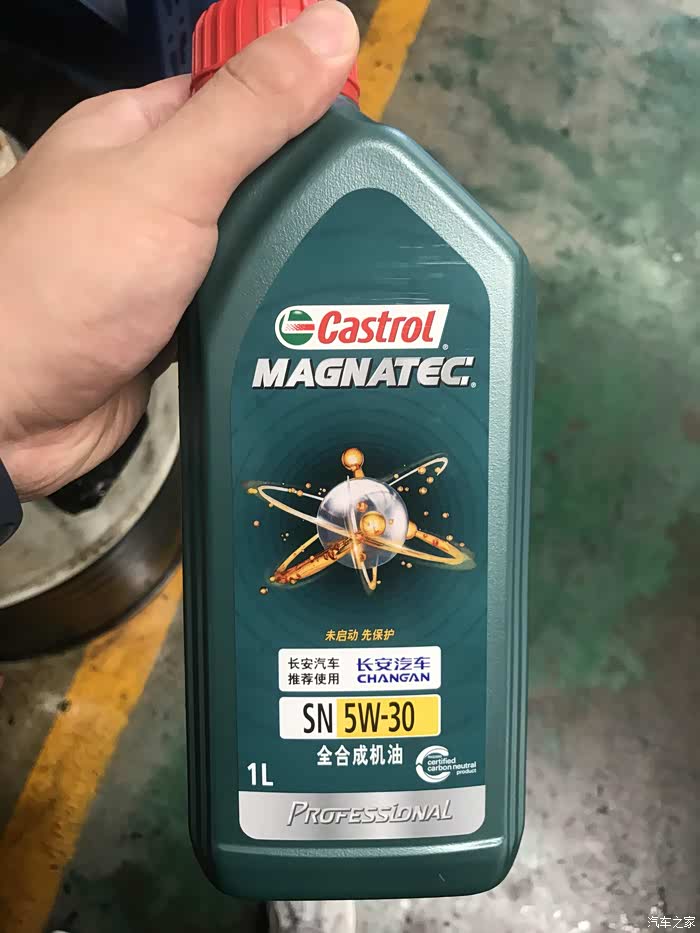 Castrol
MAGNATEC
未启动 先保护
长安汽车
推荐使用
长安汽车
CHANGAN
SN 5W-30
全合成机油
1L
certified
carbon neutral
product
PROFESSIONAL
汽车之家